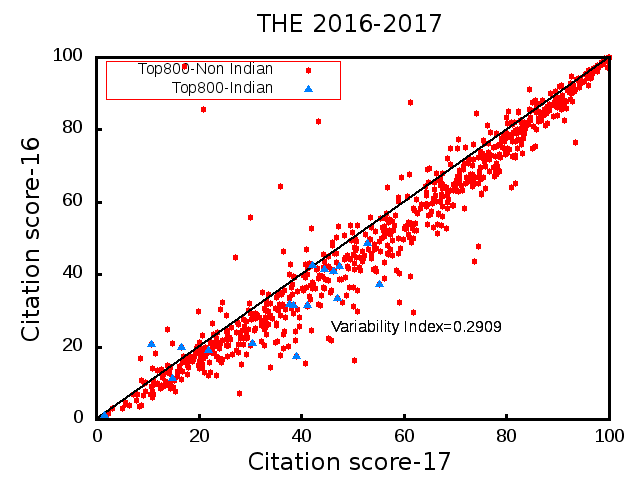 THE 2016-2017
100
80
60
40
20
0
Citation score-16
Top800-Non Indian
Top800-Indian
Variability Index=0.2909
0 20 40 60 80 100
Citation score-17